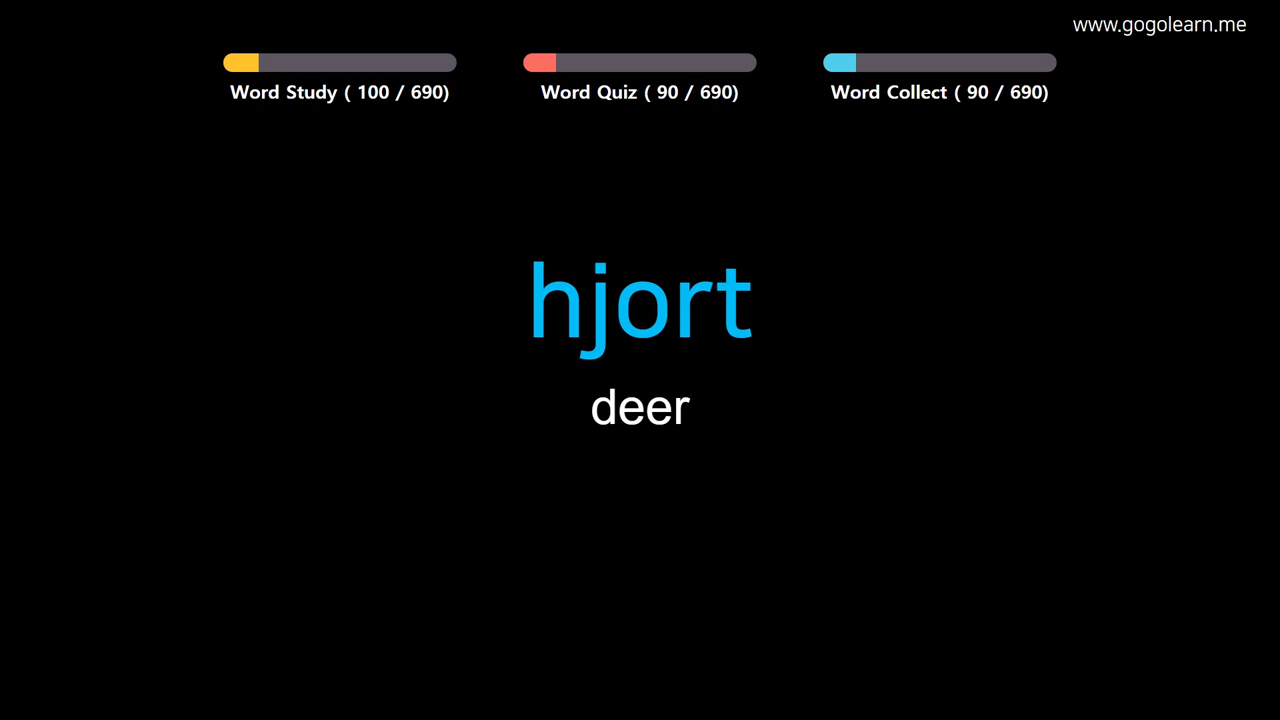 www.gogolearn.me
Word Study ( 100 / 690)
Word Quiz ( 90 / 690)
Word Collect ( 90 / 690)
hjort
deer